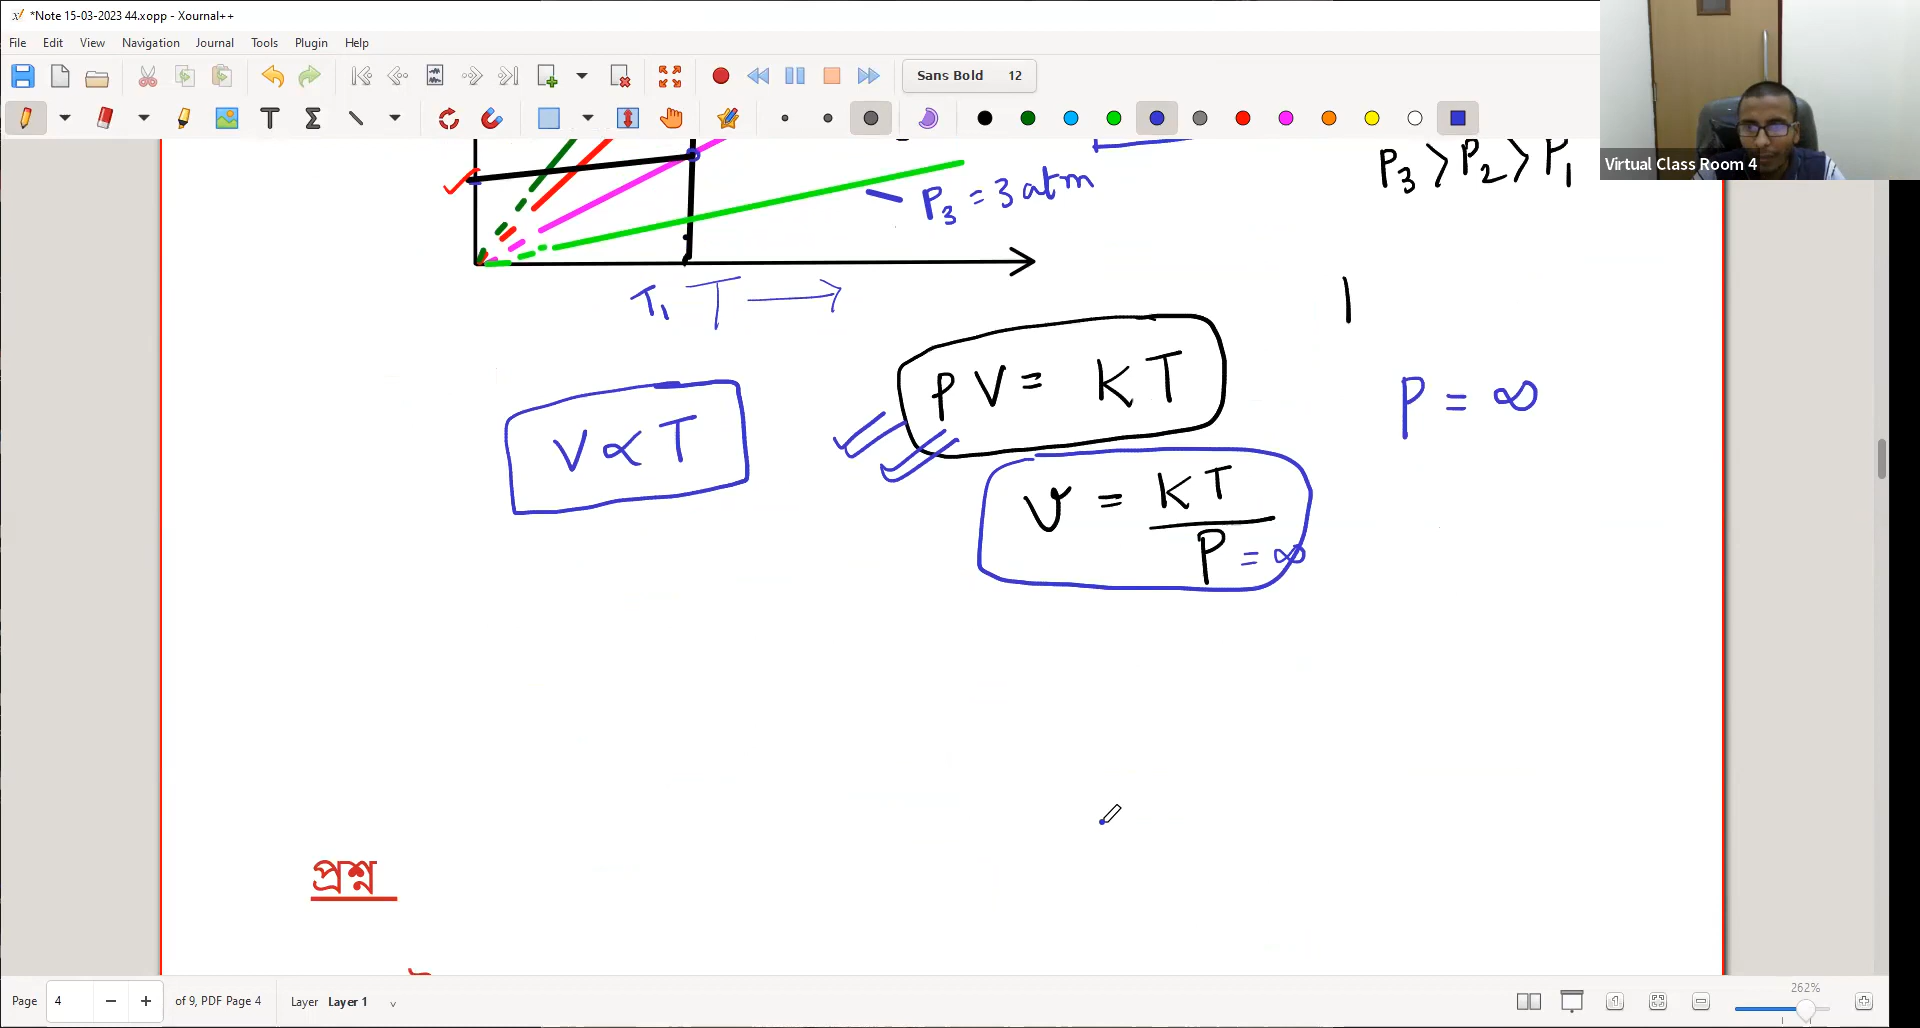 *Note 15-03-2023 44.xopp - Xournal++
File Edit View Navigation Journal Tools Plugin Help
Sans Bold 12
Virtual Class Room 4
P₃ > P₂ > P₁
P₃ = 3 atm
T₁ T
PV = KT
P = ∞
V ∝ T
V = KT
P = ∞
প্রশ্ন
Page 4 of 9, PDF Page 4 Layer Layer 1
262%